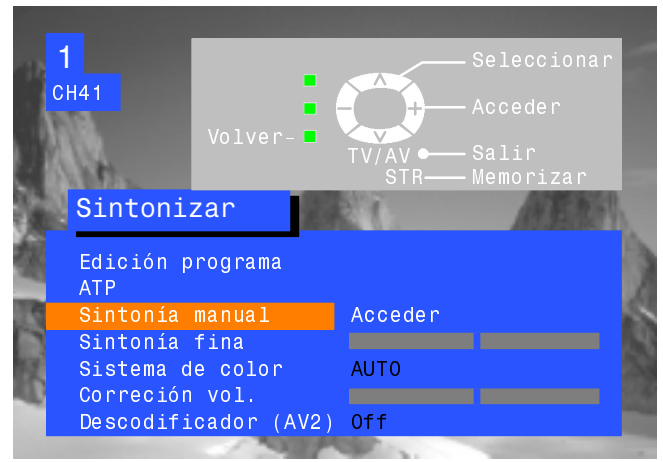 1
CH41
Seleccionar
Acceder
Volver
TV/AV Salir
STR Memorizar
Sintonizar
Edición programa
ATP
Sintonía manual Acceder
Sintonía fina
Sistema de color AUTO
Correción vol.
Descodificador (AV2) Off